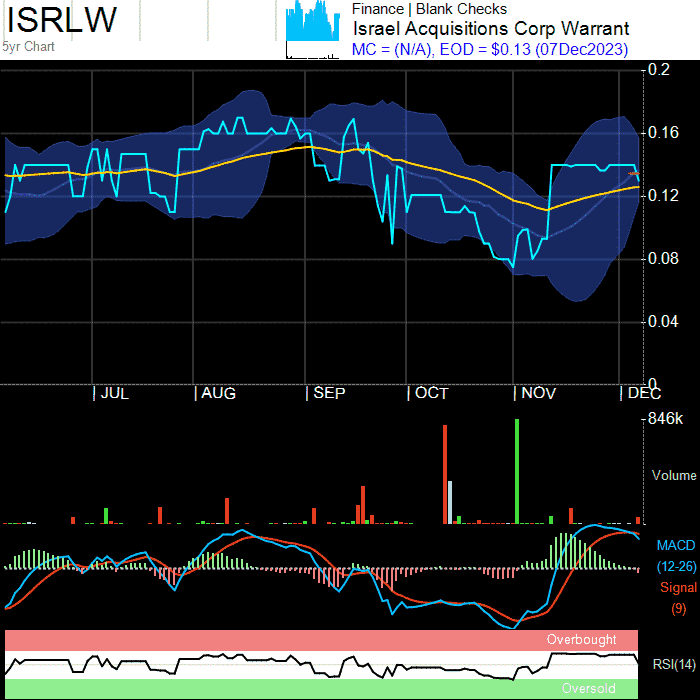 ISRLW
5yr Chart
Finance | Blank Checks
Israel Acquisitions Corp Warrant
MC = (N/A), EOD = $0.13 (07Dec2023)
0.2
0.16
0.12
0.08
0.04
0
JUL AUG SEP OCT NOV DEC
846k
Volume
MACD
(12-26)
Signal
(9)
Overbought
RSI(14)
Oversold